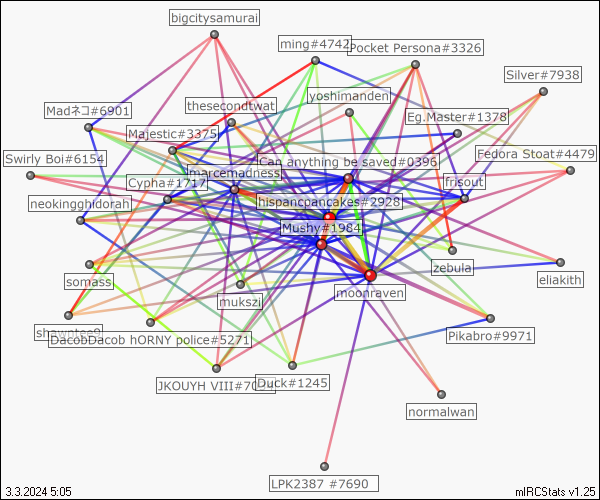 bigcitysamurai
ming#4742
Pocket Persona#3326
Silver#7938
yoshimanden
thesecondtwat
Madネコ#6901
Eg.Master#1378
Majestic#3375
Swirly Boi#6154
Can anything be saved#0396
Fedora Stoat#4479
marcemadness
Cypha#1717
frisout
neokingghidorah
hispancpancakes#2928
Mushy#1984
zebula
eliakith
somass
moonraven
mukszi
shawntee9
DacobDacob hORNY police#5271
Pikabro#9971
JKOUYH VIII#
Duck#1245
normalwan
LPK2387 #7690
3.3.2024 5:05
mIRCStats v1.25